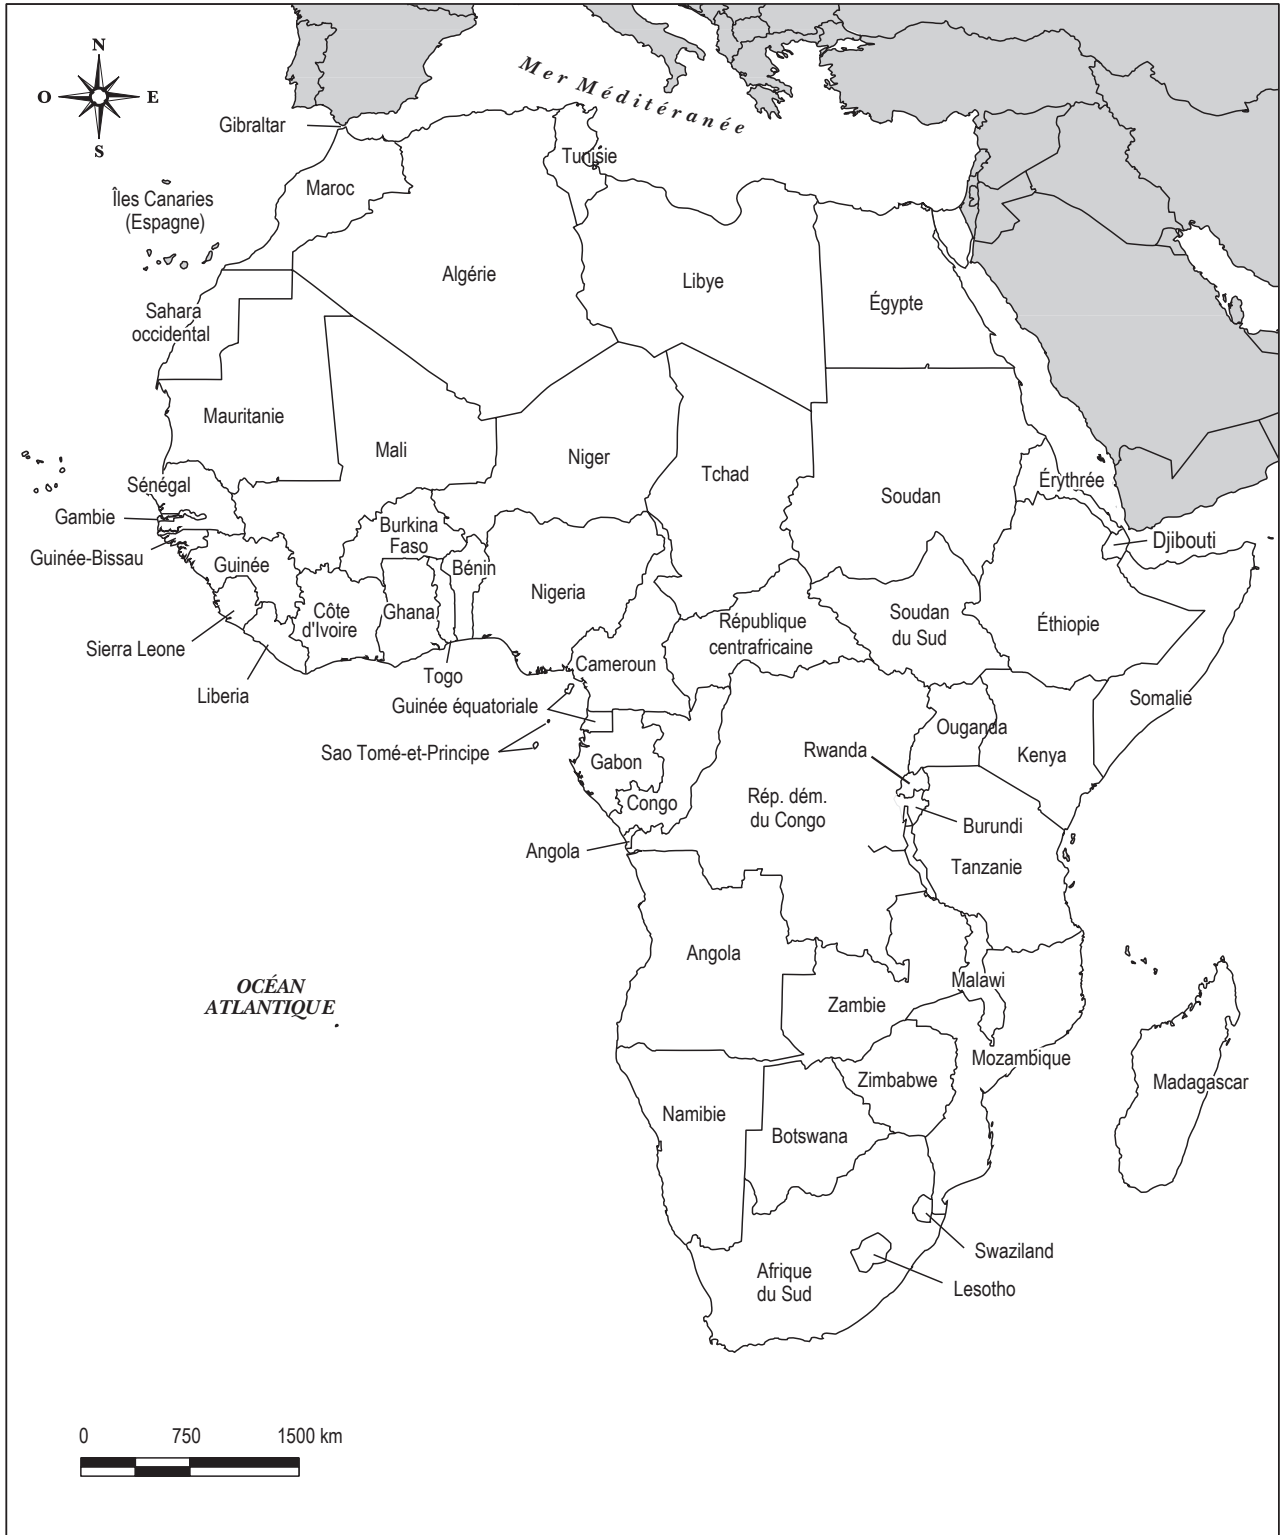 N
Mer Méditéranée
O
E
S
Gibraltar
Tunisie
Maroc
Îles Canaries
(Espagne)
Algérie
Libye
Égypte
Sahara
occidental
Mauritanie
Mali
Niger
Tchad
Soudan
Érythrée
Sénégal
Gambie
Burkina
Faso
Djibouti
Guinée-Bissau
Guinée
Bénin
Nigeria
Côte
d'Ivoire
Ghana
République
centrafricaine
Soudan
du Sud
Éthiopie
Sierra Leone
Cameroun
Togo
Liberia
Somalie
Guinée équatoriale
Ouganda
Sao Tomé-et-Principe
Rwanda
Kenya
Gabon
Congo
Rép. dém.
du Congo
Burundi
Angola
Tanzanie
Angola
OCÉAN
ATLANTIQUE
Malawi
Zambie
Mozambique
Zimbabwe
Madagascar
Namibie
Botswana
Swaziland
Afrique
du Sud
Lesotho
0 750 1500 km